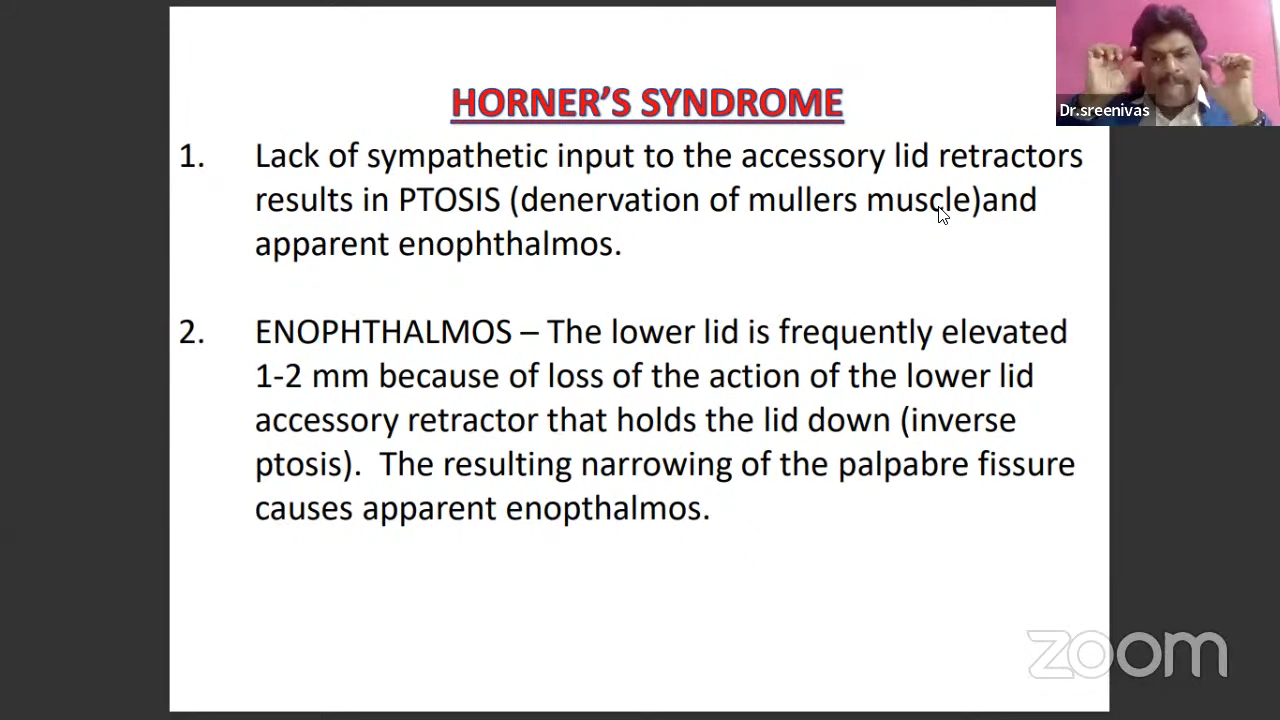 HORNER'S SYNDROME
1. Lack of sympathetic input to the accessory lid retractors
results in PTOSIS (denervation of mullers muscle)and
apparent enophthalmos.
2. ENOPHTHALMOS – The lower lid is frequently elevated
1-2 mm because of loss of the action of the lower lid
accessory retractor that holds the lid down (inverse
ptosis).  The resulting narrowing of the palpabre fissure
causes apparent enopthalmos.
Dr.sreenivas
zoom